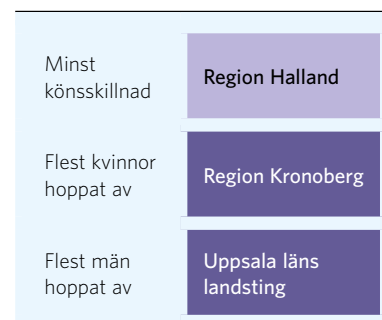 Minst
könsskillnad
Region Halland
Flest kvinnor
hoppat av
Region Kronoberg
Flest män
hoppat av
Uppsala läns
landsting